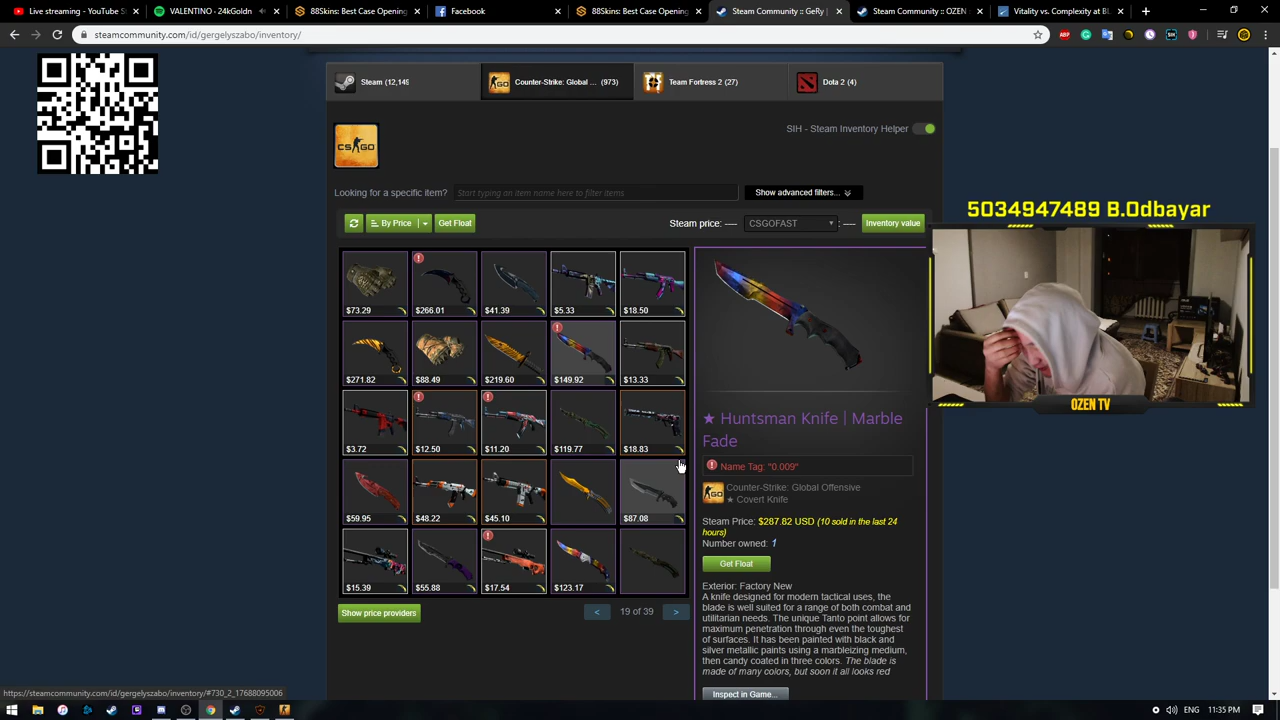 Live streaming - YouTube S
VALENTINO - 24kGoldn
88Skins: Best Case Opening
Facebook
88Skins: Best Case Opening
Steam Community :: GeRy
Steam Community :: OZEN
Vitality vs. Complexity at BL
steamcommunity.com/id/gergelyszabo/inventory/
Steam (12,149
Counter-Strike: Global ... (973)
Team Fortress 2 (27)
Dota 2 (4)
CS GO
SIH - Steam Inventory Helper
Looking for a specific item?
Start typing an item name here to filter items
Show advanced filters...
By Price
Get Float
Steam price: ----
CSGOFAST
: ----
Inventory value
5034947489 B.Odbayar
$73.29
$266.01
$41.39
$5.33
$18.50
$271.82
$88.49
$219.60
$149.92
$13.33
$3.72
$12.50
$11.20
$119.77
$18.83
$59.95
$48.22
$45.10
$87.08
$15.39
$55.88
$17.54
$123.17
Show price providers
<
19 of 39
>
★ Huntsman Knife | Marble
Fade
Name Tag: "0.009"
Counter-Strike: Global Offensive
★ Covert Knife
Steam Price: $287.82 USD (10 sold in the last 24
hours)
Number owned: 1
Get Float
Exterior: Factory New
A knife designed for modern tactical uses, the
blade is well suited for a range of both combat and
utilitarian needs. The unique Tanto point allows for
maximum penetration through even the toughest
of surfaces. It has been painted with black and
silver metallic paints using a marbleizing medium,
then candy coated in three colors. The blade is
made of many colors, but soon it all looks red
Inspect in Game...
OZEN TV
https://steamcommunity.com/id/gergelyszabo/inventory/#730_2_17688095006
ENG
11:35 PM